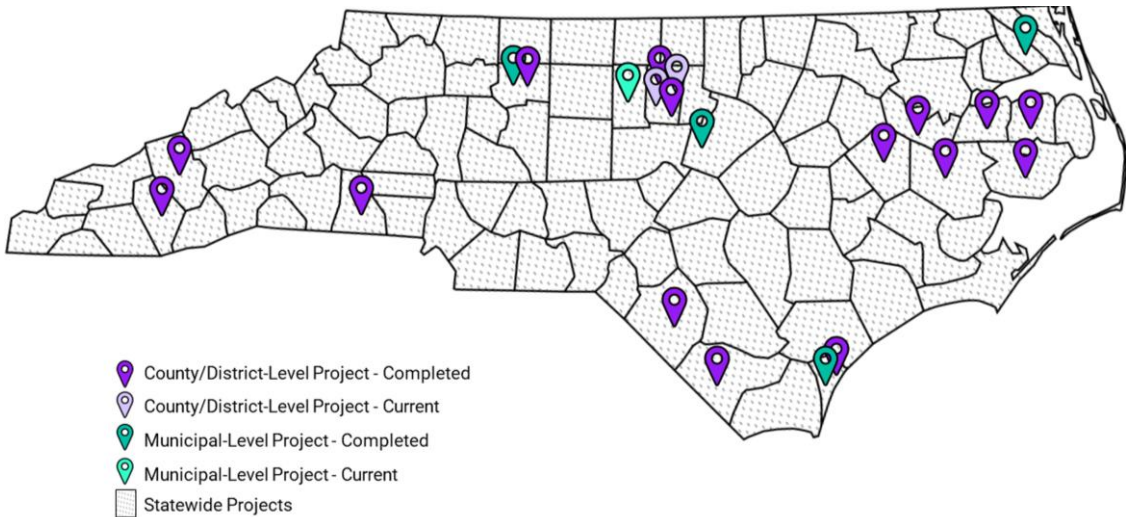 County/District-Level Project - Completed
County/District-Level Project - Current
Municipal-Level Project - Completed
Municipal-Level Project - Current
Statewide Projects